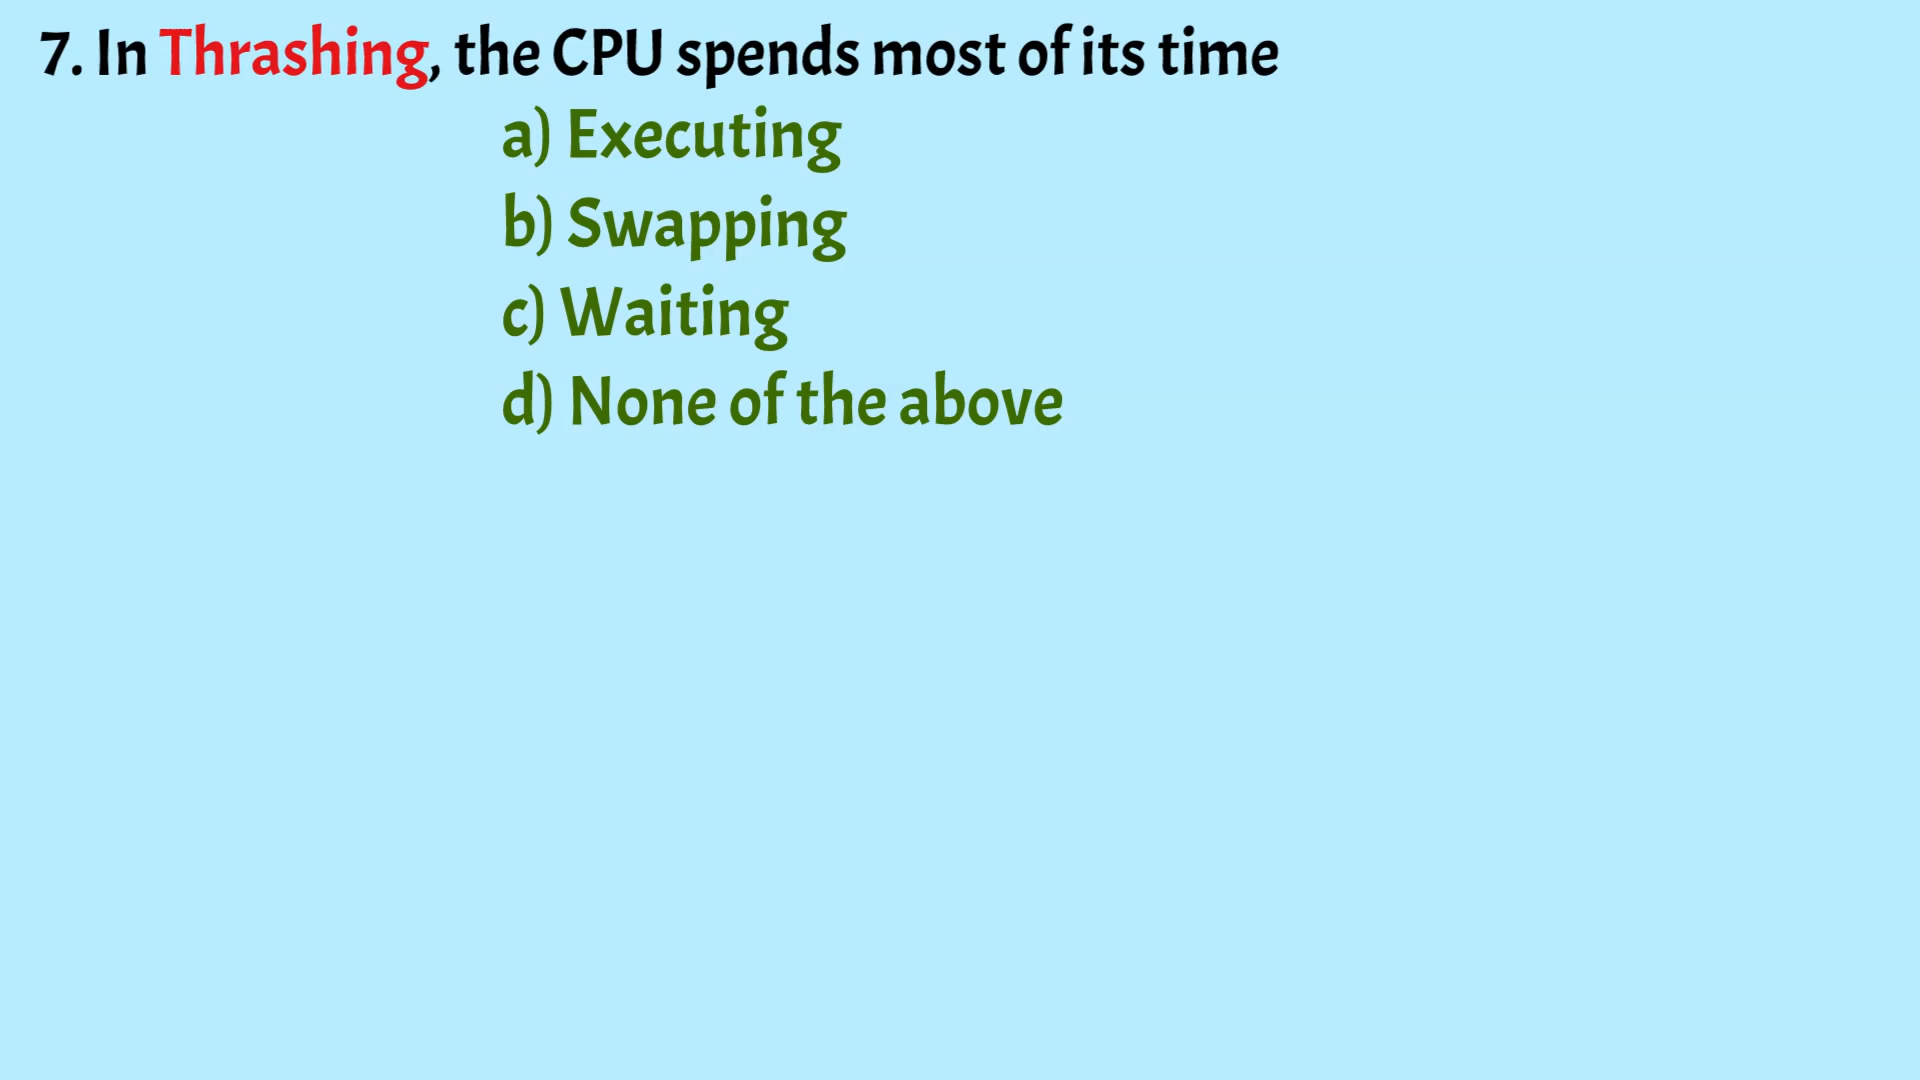 7. In Thrashing, the CPU spends most of its time
a) Executing
b) Swapping
c) Waiting
d) None of the above